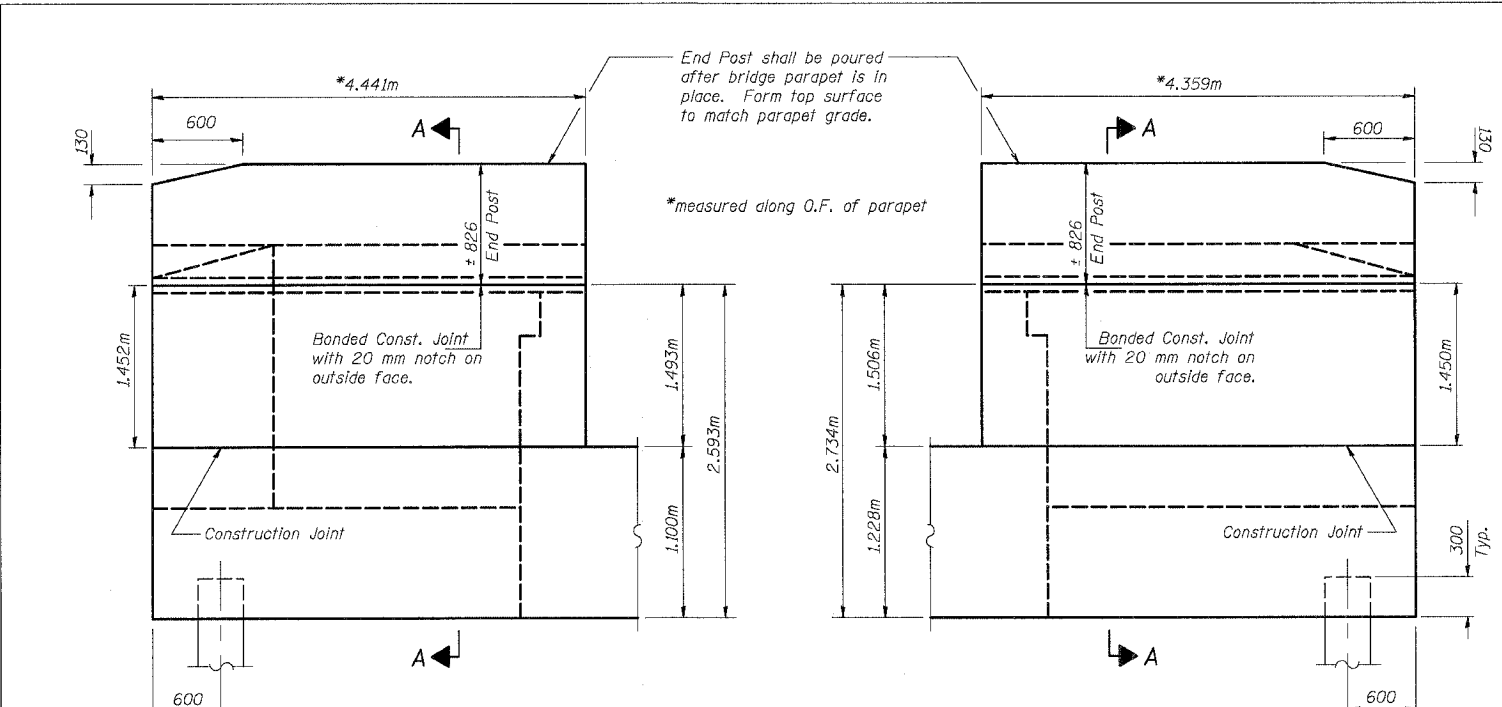 End Post shall be poured
after bridge parapet is in
place. Form top surface
to match parapet grade.
*4.441m
*4.359m
600
A
A
600
130
130
*measured along O.F. of parapet
± 826
End Post
± 826
End Post
Bonded Const. Joint
with 20 mm notch on
outside face.
Bonded Const. Joint
with 20 mm notch on
outside face.
1.452m
1.493m
2.593m
2.734m
1.506m
1.450m
Construction Joint
1.100m
1.228m
Construction Joint
300
Typ.
A
A
600
600